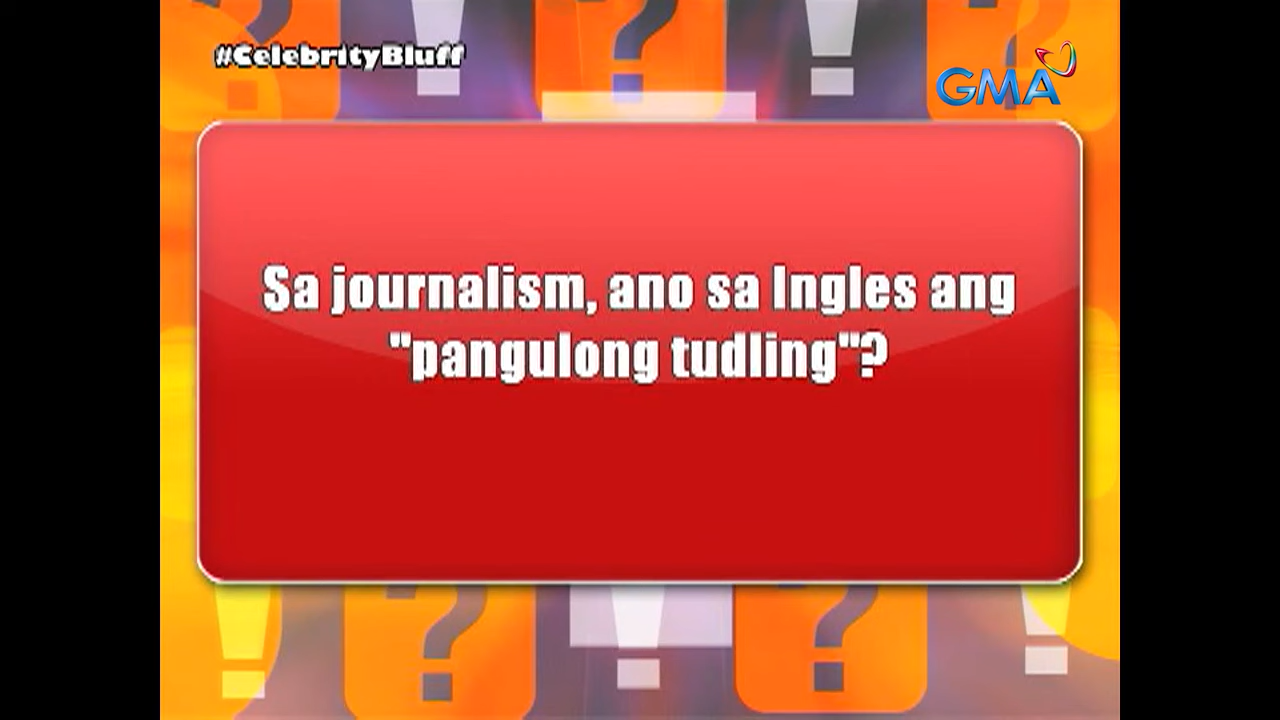 #CelebrityBluff
GMA
Sa journalism, ano sa Ingles ang
"pangulong tudling"?